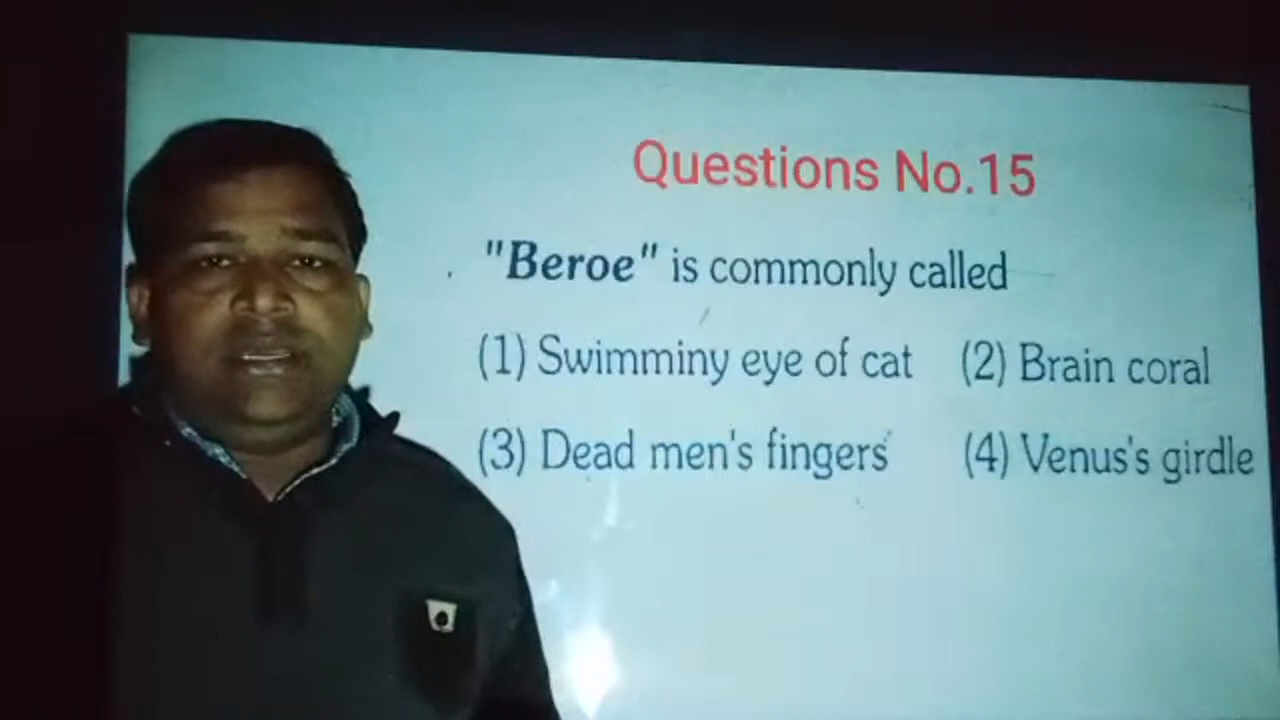 Questions No.15
"Beroe" is commonly called
(1) Swimminy eye of cat (2) Brain coral
(3) Dead men's fingers (4) Venus's girdle